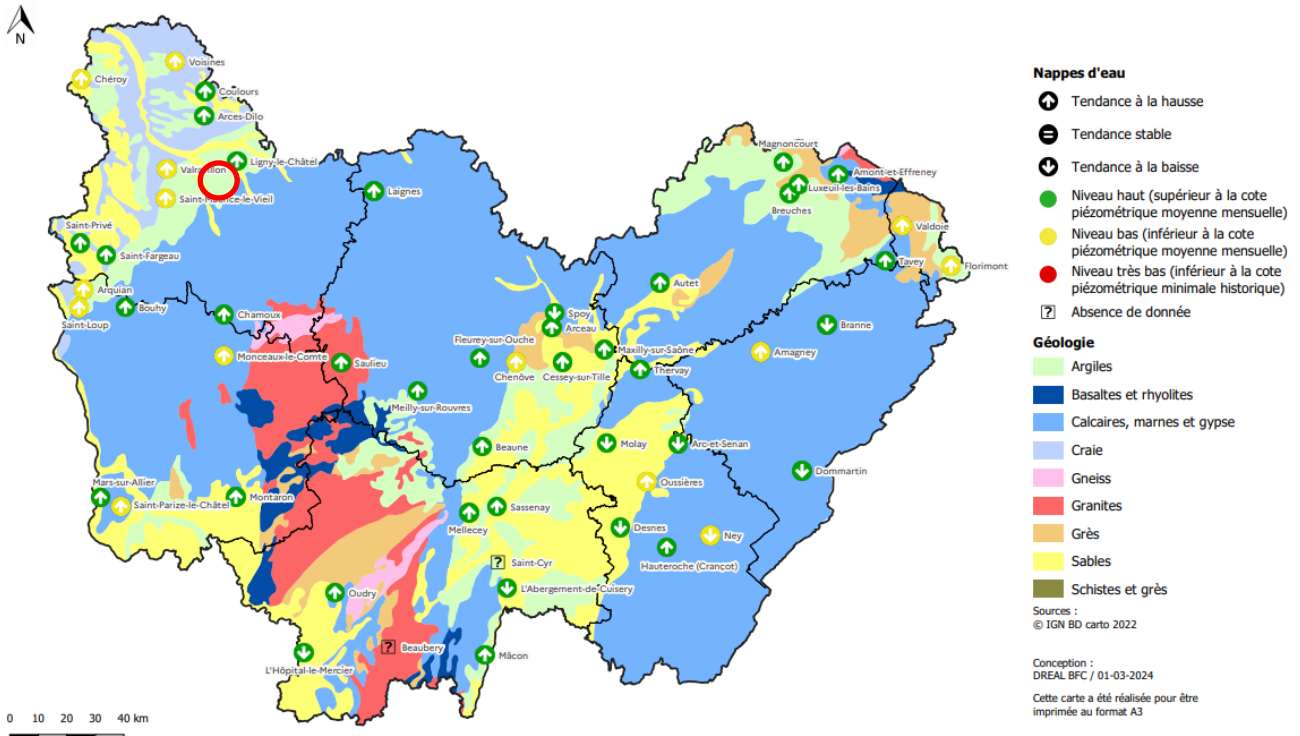 N
Voisines
Chéroy
Coulours
Arces-Dilo
Ligny-le-Châtel
Saint-Maurice-le-Vieil
Laignes
Saint-Privé
Saint-Fargeau
Arquian
Saint-Loup
Bouhy
Chamoux
Monceaux-le-Comte
Saulieu
Magnoncourt
Amont-et-Effreney
Luxeuil-les-Bains
Breuches
Valdoie
Tavey
Florimont
Autet
Spoy
Arceau
Fleurey-sur-Ouche
Chenôve
Cessey-sur-Tille
Maxilly-sur-Saône
Thervay
Branne
Amagney
Meilly-sur-Rouvres
Beaune
Molay
Arc-et-Senan
Dommartin
Oussières
Mars-sur-Allier
Saint-Parize-le-Châtel
Montaron
Mellecey
Sassenay
Desnes
Ney
Hauteroche (Crançot)
? Saint-Cyr
L'Abergement-de-Cuisery
Oudry
? Beaubery
L'Hôpital-le-Mercier
Mâcon
0 10 20 30 40 km
Nappes d'eau
Tendance à la hausse
Tendance stable
Tendance à la baisse
Niveau haut (supérieur à la cote
piézométrique moyenne mensuelle)
Niveau bas (inférieur à la cote
piézométrique moyenne mensuelle)
Niveau très bas (inférieur à la cote
piézométrique minimale historique)
? Absence de donnée
Géologie
Argiles
Basaltes et rhyolites
Calcaires, marnes et gypse
Craie
Gneiss
Granites
Grès
Sables
Schistes et grès
Sources :
© IGN BD carto 2022
Conception :
DREAL BFC / 01-03-2024
Cette carte a été réalisée pour être
imprimée au format A3